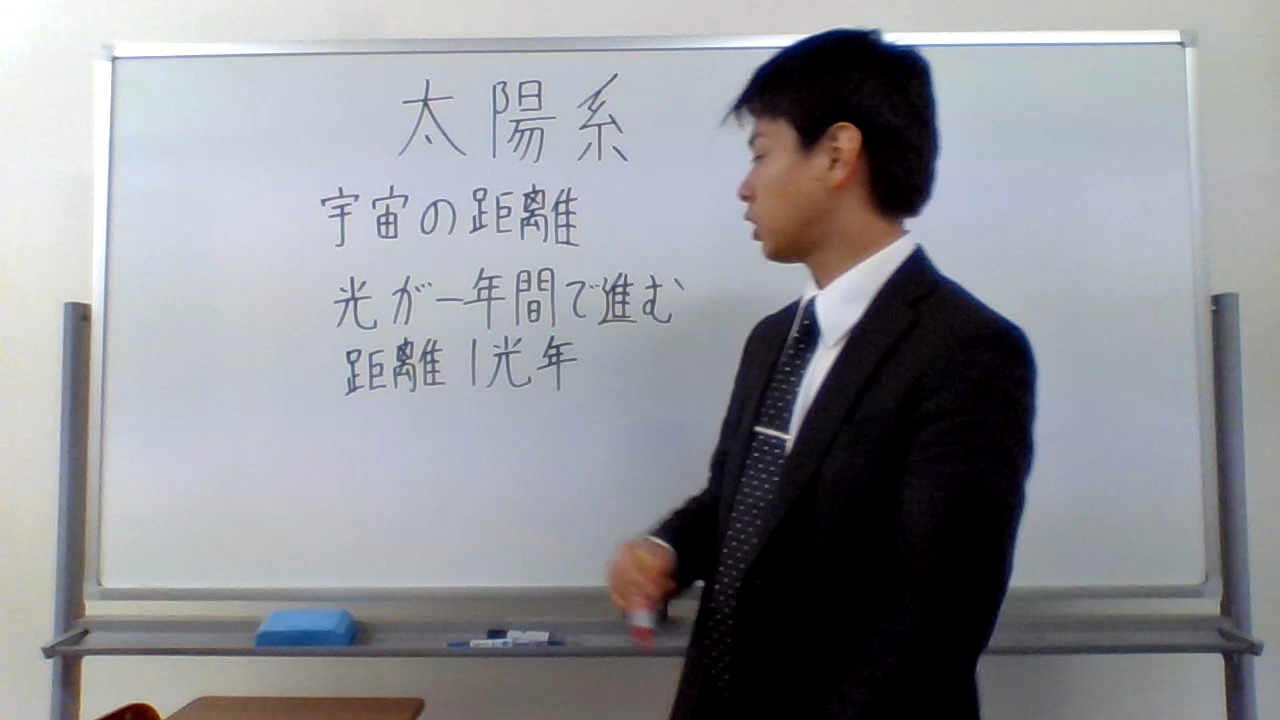 太陽系
宇宙の距離
光が一年間で進む
距離 1光年